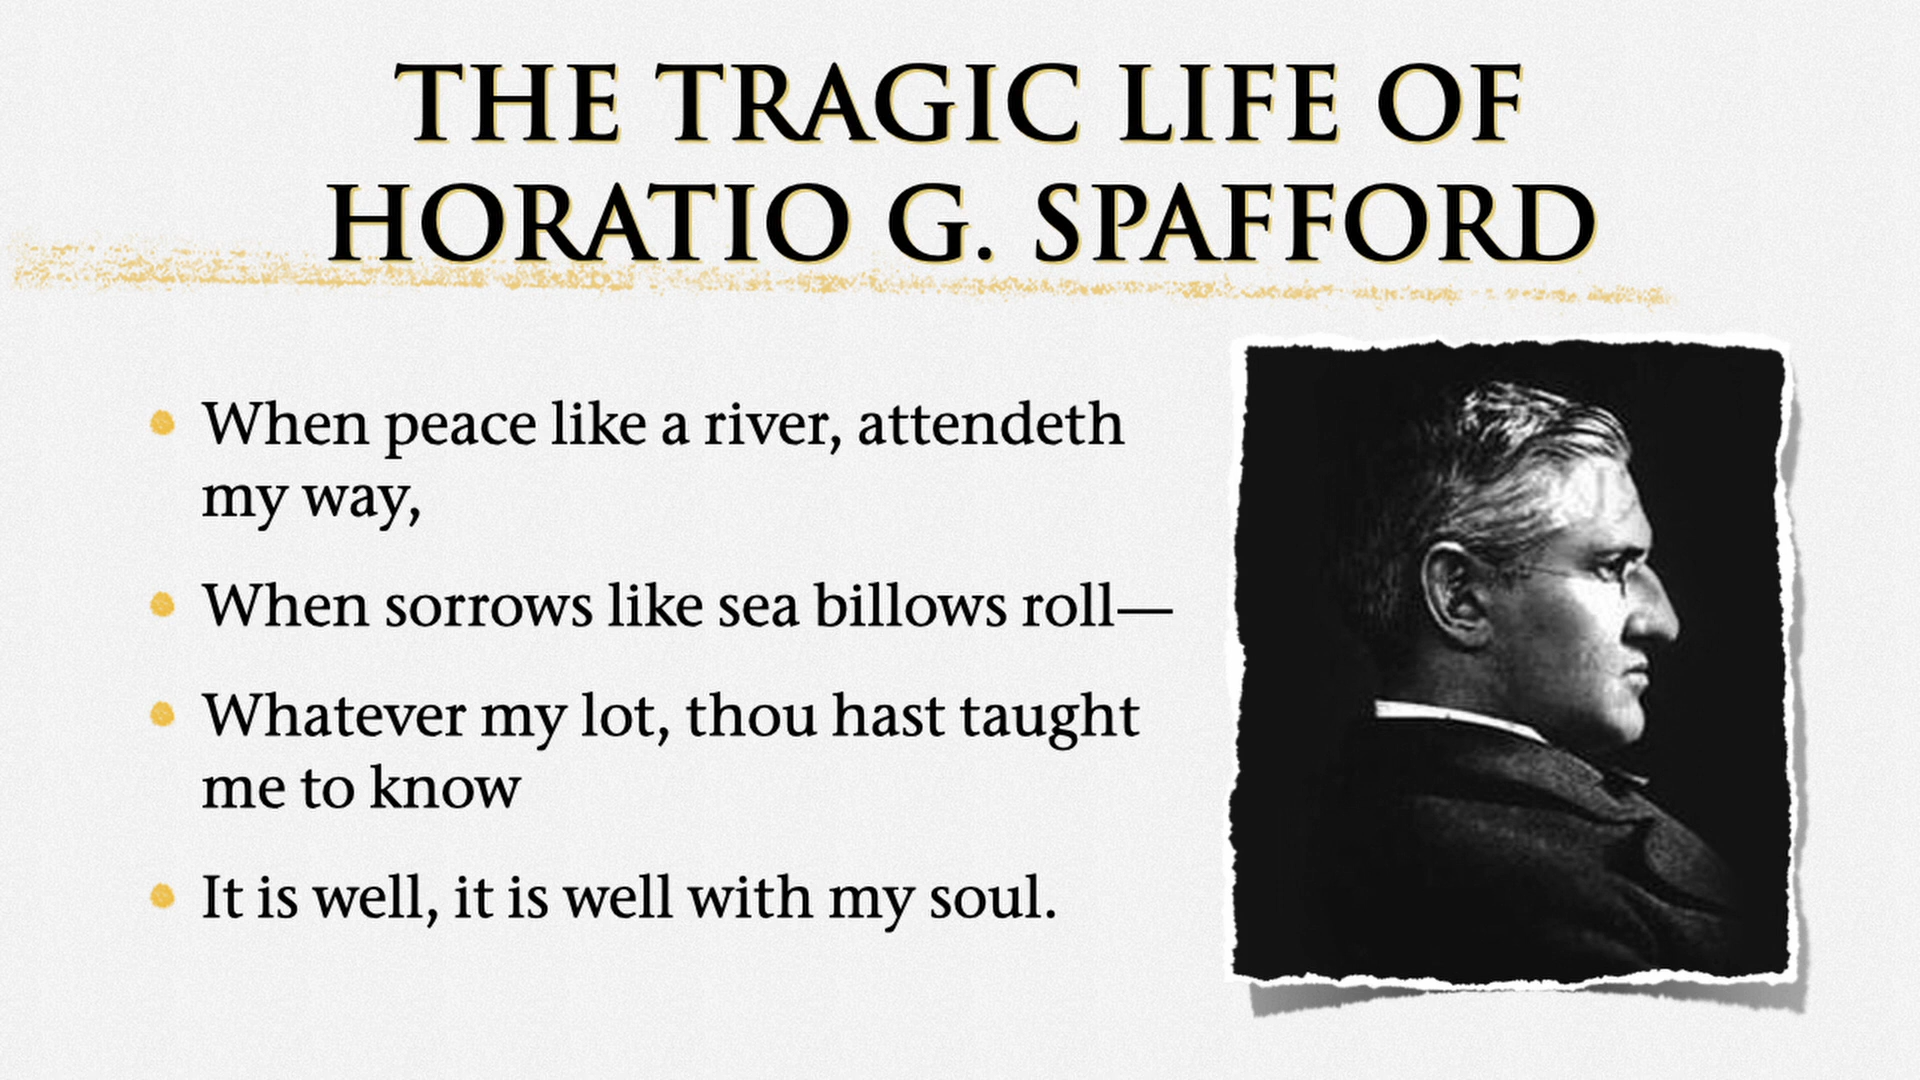 THE TRAGIC LIFE OF
HORATIO G. SPAFFORD
When peace like a river, attendeth
my way,
When sorrows like sea billows roll—
Whatever my lot, thou hast taught
me to know
It is well, it is well with my soul.